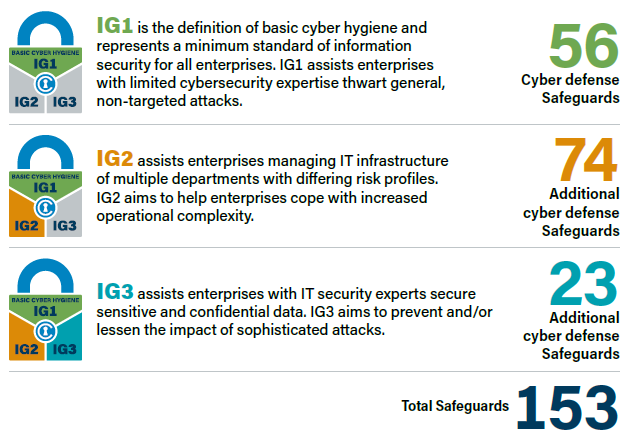 BASIC CYBER HYGIENE
IG1
IG2 IG3
IG1 is the definition of basic cyber hygiene and
represents a minimum standard of information
security for all enterprises. IG1 assists enterprises
with limited cybersecurity expertise thwart general,
non-targeted attacks.
56
Cyber defense
Safeguards
BASIC CYBER HYGIENE
IG1
IG2 IG3
IG2 assists enterprises managing IT infrastructure
of multiple departments with differing risk profiles.
IG2 aims to help enterprises cope with increased
operational complexity.
74
Additional
cyber defense
Safeguards
BASIC CYBER HYGIENE
IG1
IG2 IG3
IG3 assists enterprises with IT security experts secure
sensitive and confidential data. IG3 aims to prevent and/or
lessen the impact of sophisticated attacks.
23
Additional
cyber defense
Safeguards
Total Safeguards 153